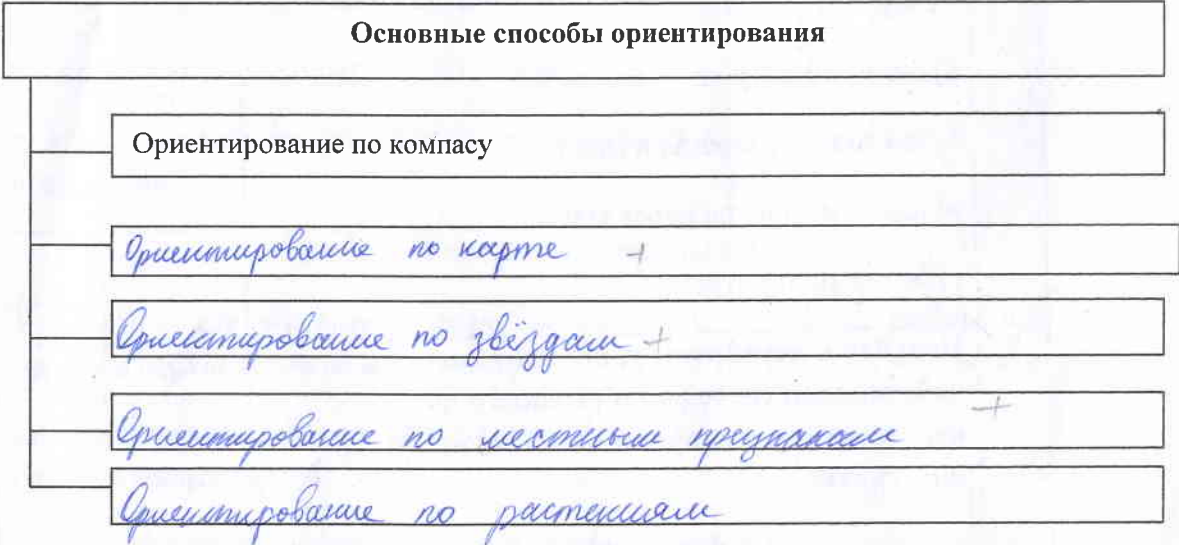 Основные способы ориентирования
Ориентирование по компасу
Ориентирование по карте +
Ориентирование по звёздам +
Ориентирование по местным признакам +
Ориентирование по растениям